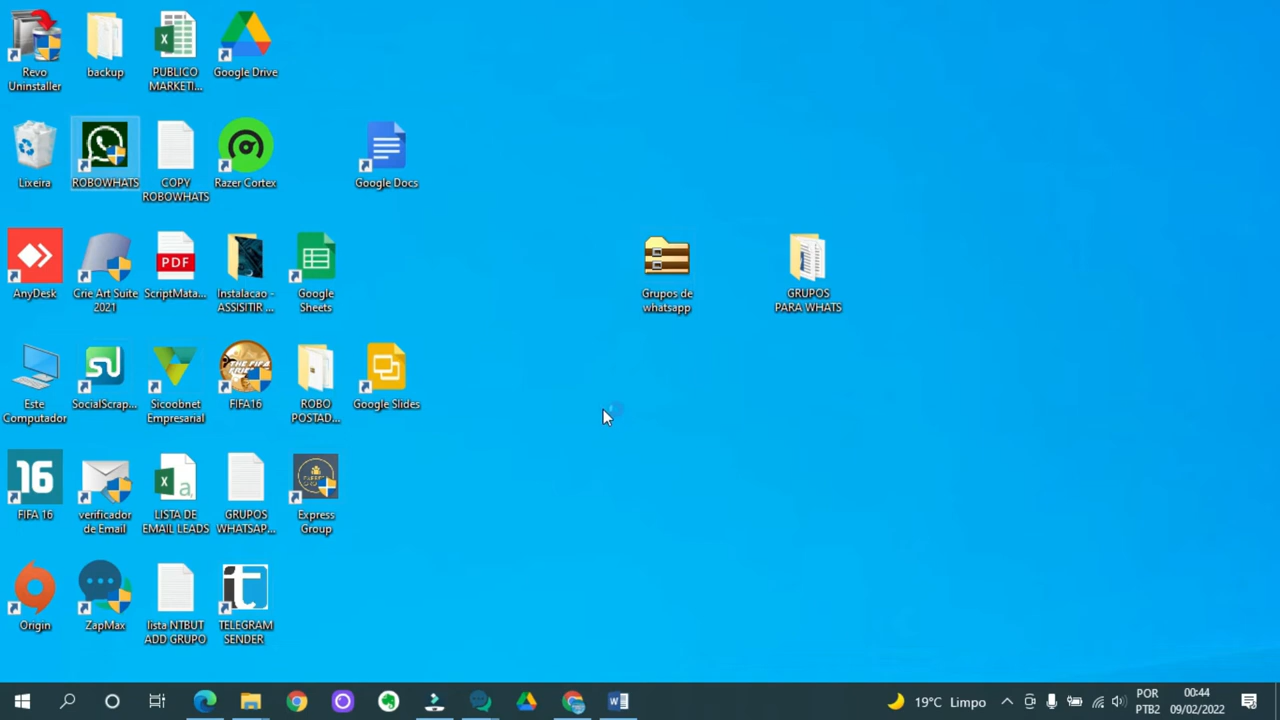 Revo
Uninstaller
backup
PUBLICO
MARKETI...
Google Drive
Lixeira
ROBOWHATS
COPY
ROBOWHATS
Razer Cortex
Google Docs
AnyDesk
Crie Art Suite
2021
PDF
ScriptMata...
Instalacao -
ASSISITIR ...
Google
Sheets
Grupos de
whatsapp
GRUPOS
PARA WHATS
Este
Computador
SocialScrap...
Sicoobnet
Empresarial
FIFA16
ROBO
POSTAD...
Google Slides
16
FIFA 16
verificador
de Email
LISTA DE
EMAIL LEADS
GRUPOS
WHATSAP...
Express
Group
Origin
ZapMax
lista NTBUT
ADD GRUPO
t
TELEGRAM
SENDER
19°C Limpo
POR
PTB2
00:44
09/02/2022